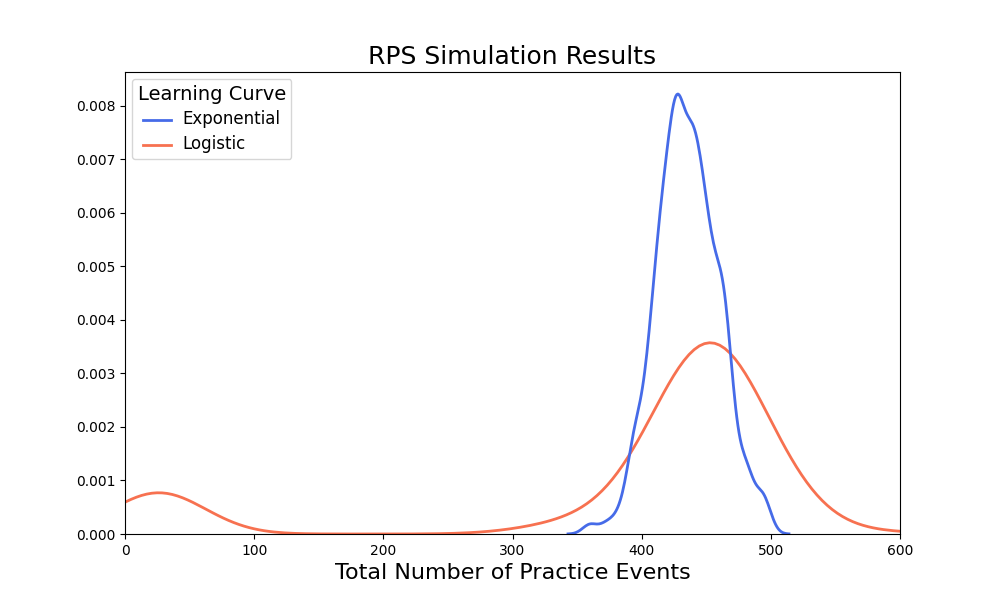 RPS Simulation Results
Learning Curve
Exponential
Logistic
0.008
0.007
0.006
0.005
0.004
0.003
0.002
0.001
0.000
0 100 200 300 400 500 600
Total Number of Practice Events